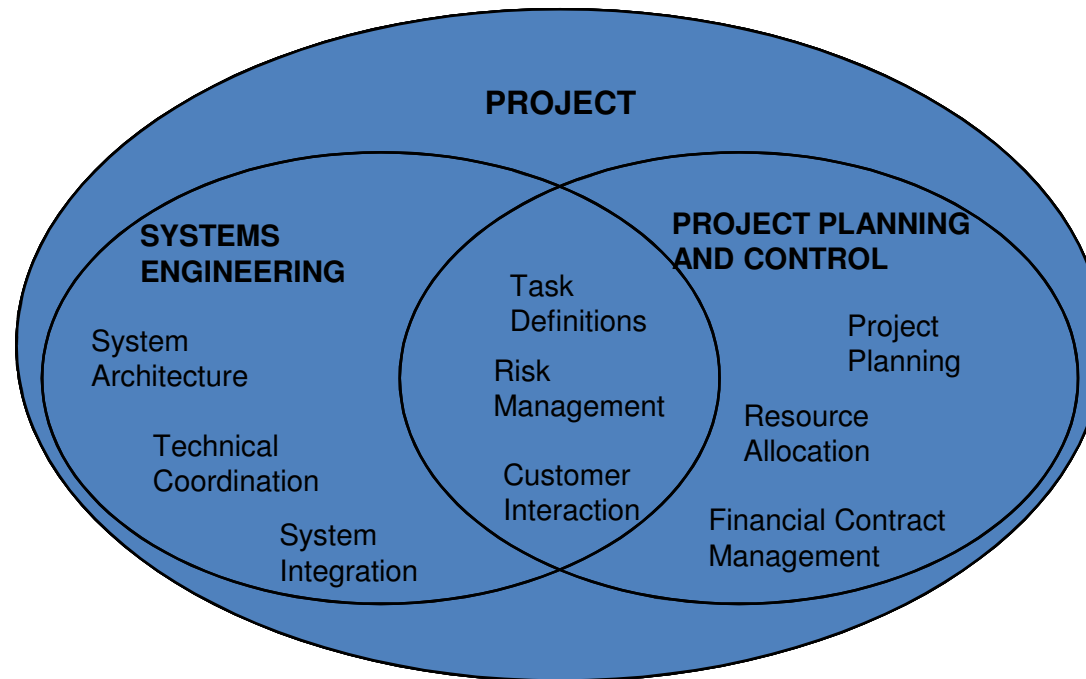 PROJECT
SYSTEMS
ENGINEERING
System
Architecture
Technical
Coordination
System
Integration
Task
Definitions
Risk
Management
Customer
Interaction
PROJECT PLANNING
AND CONTROL
Project
Planning
Resource
Allocation
Financial Contract
Management